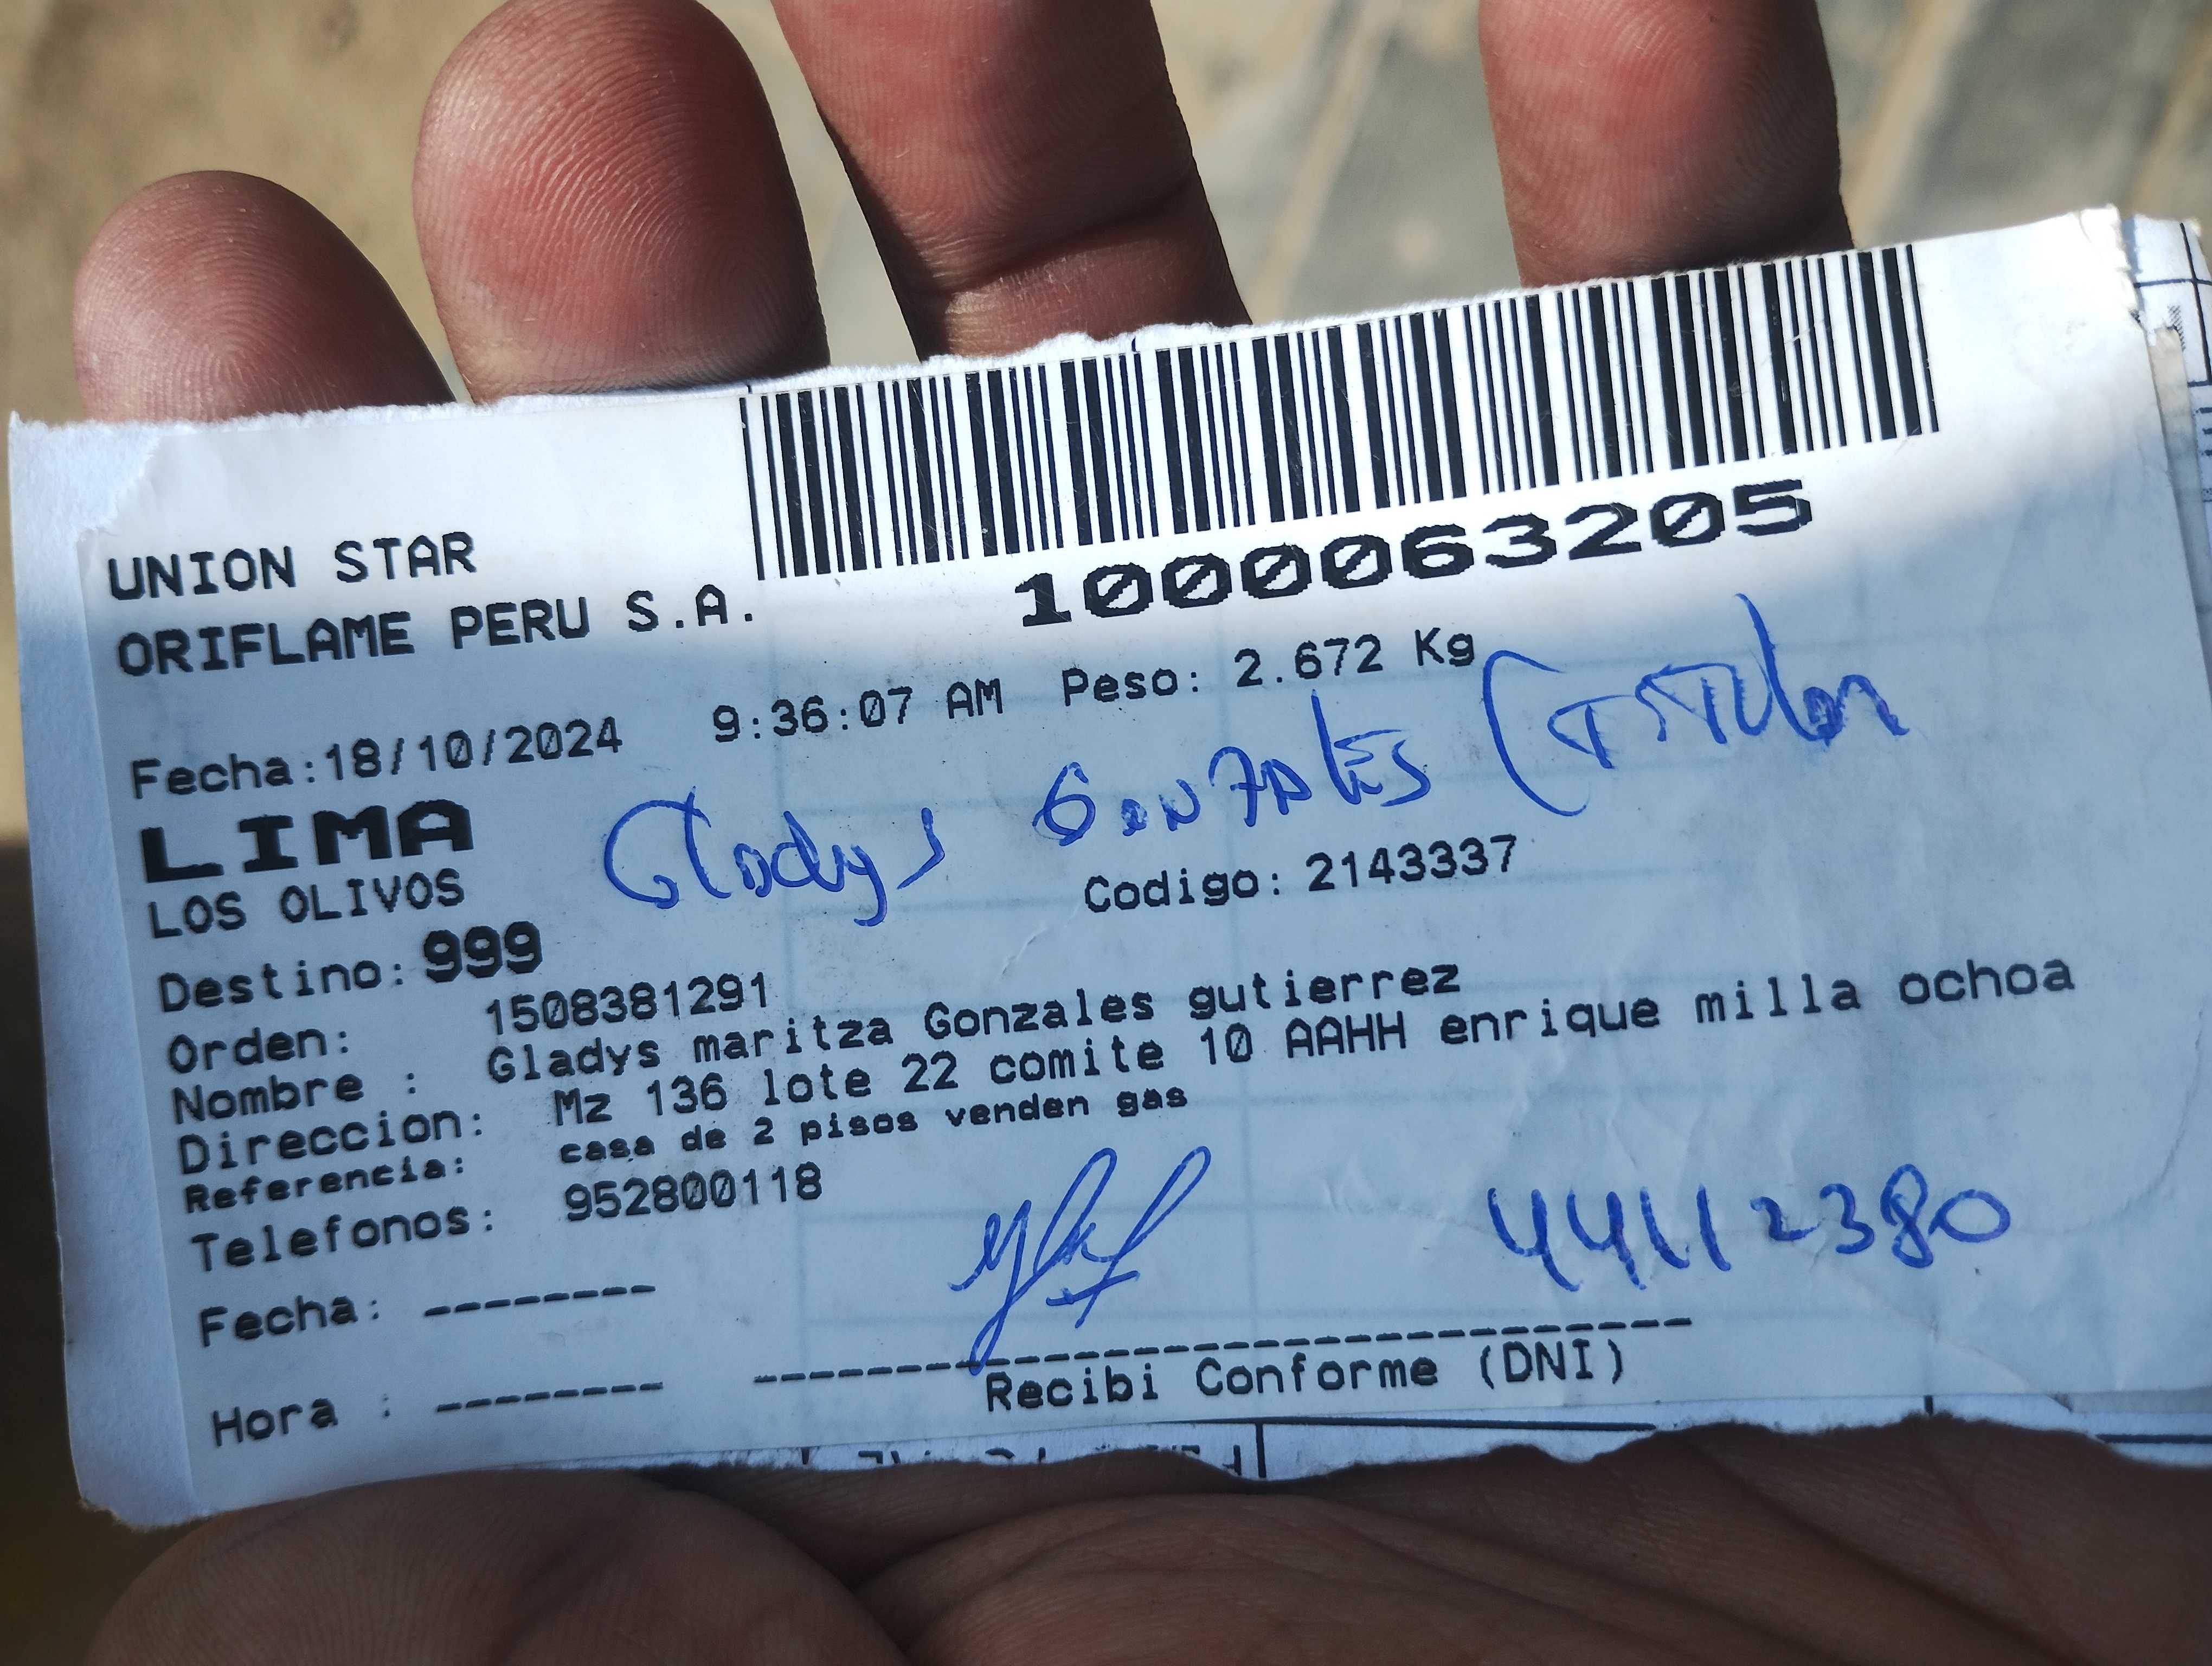 UNION STAR
ORIFLAME PERU S.A.
1000063205
Fecha:18/10/2024 9:36:07 AM Peso: 2.672 Kg
LIMA
Gladys GONZALES (TITULAR
LOS OLIVOS
Codigo: 2143337
Destino: 999
Orden: 1508381291
Nombre : Gladys maritza Gonzales gutierrez
Direccion: Mz 136 lote 22 comite 10 AAHH enrique milla ochoa
Referencia: casa de 2 pisos venden gas
Telefonos: 952800118
44112380
Fecha: --------
Hora : --------
Recibi Conforme (DNI)